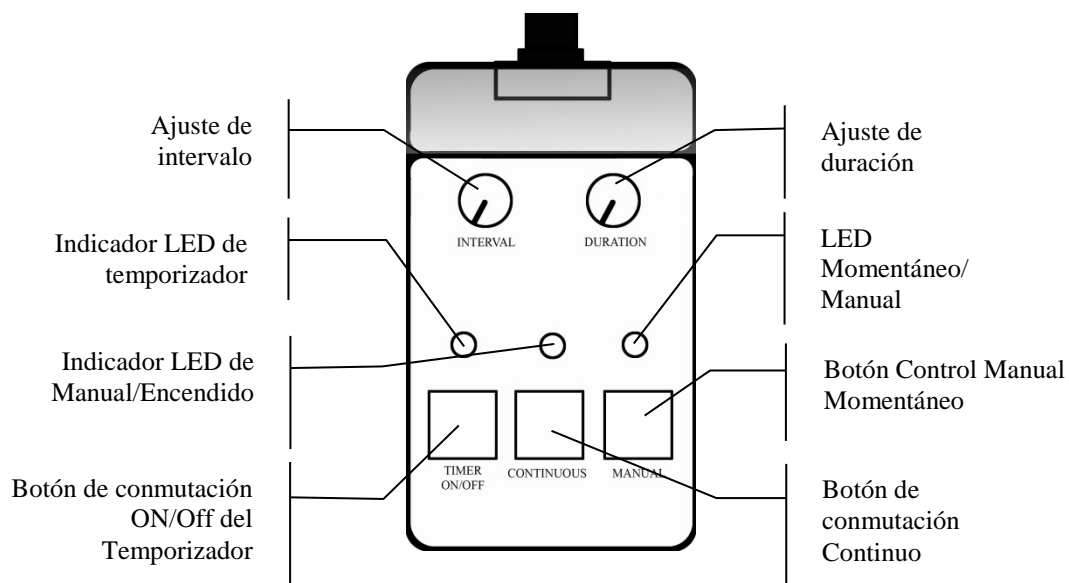 Ajuste de
intervalo
Ajuste de
duración
INTERVAL
DURATION
Indicador LED de
temporizador
LED
Momentáneo/
Manual
Indicador LED de
Manual/Encendido
Botón Control Manual
Momentáneo
TIMER
ON/OFF
CONTINUOUS
MANUAL
Botón de conmutación
ON/Off del
Temporizador
Botón de
conmutación
Continuo